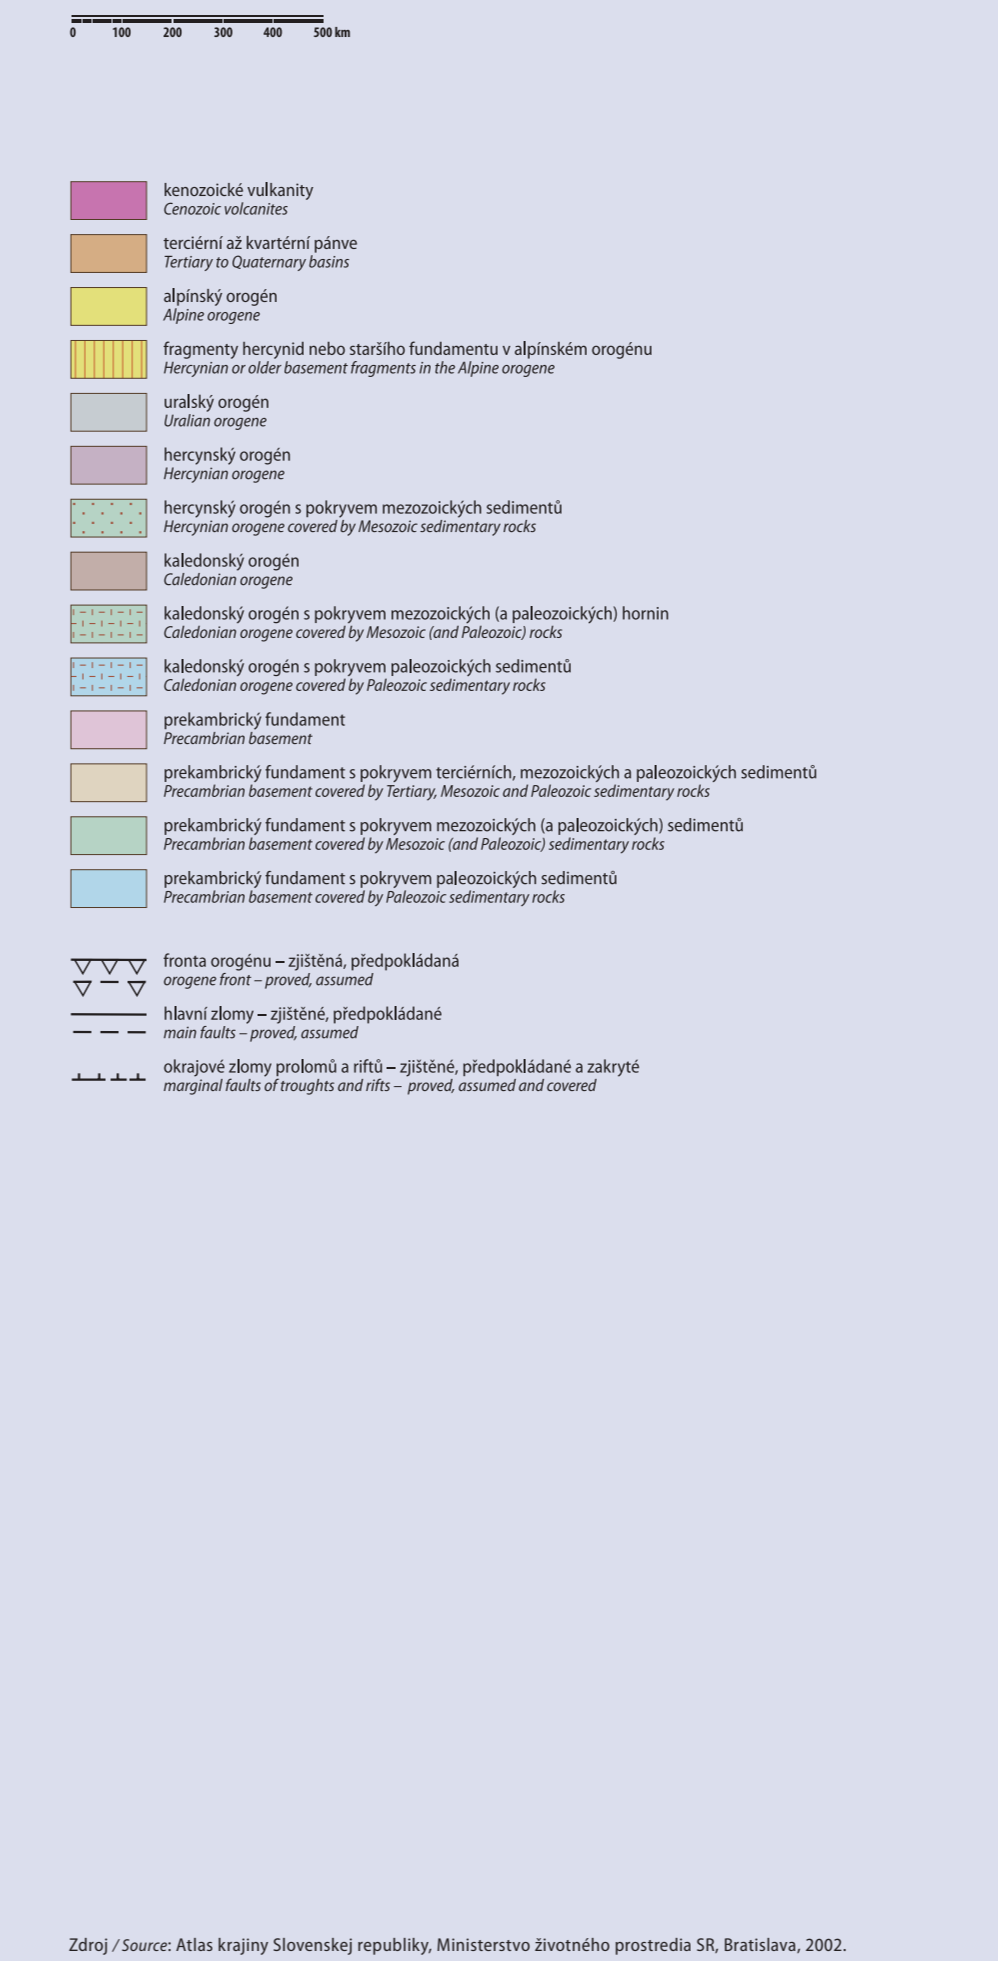 0 100 200 300 400 500 km
kenozoické vulkanity
Cenozoic volcanites
terciérní až kvartérní pánve
Tertiary to Quaternary basins
alpínský orogén
Alpine orogene
fragmenty hercynid nebo staršího fundamentu v alpínském orogénu
Hercynian or older basement fragments in the Alpine orogene
uralský orogén
Uralian orogene
hercynský orogén
Hercynian orogene
hercynský orogén s pokryvem mezozoických sedimentů
Hercynian orogene covered by Mesozoic sedimentary rocks
kaledonský orogén
Caledonian orogene
kaledonský orogén s pokryvem mezozoických (a paleozoických) hornin
Caledonian orogene covered by Mesozoic (and Paleozoic) rocks
kaledonský orogén s pokryvem paleozoických sedimentů
Caledonian orogene covered by Paleozoic sedimentary rocks
prekambrický fundament
Precambrian basement
prekambrický fundament s pokryvem terciérních, mezozoických a paleozoických sedimentů
Precambrian basement covered by Tertiary, Mesozoic and Paleozoic sedimentary rocks
prekambrický fundament s pokryvem mezozoických (a paleozoických) sedimentů
Precambrian basement covered by Mesozoic (and Paleozoic) sedimentary rocks
prekambrický fundament s pokryvem paleozoických sedimentů
Precambrian basement covered by Paleozoic sedimentary rocks
fronta orogénu – zjištěná, předpokládaná
orogene front – proved, assumed
hlavní zlomy – zjištěné, předpokládané
main faults – proved, assumed
okrajové zlomy prolomů a riftů – zjištěné, předpokládané a zakryté
marginal faults of troughts and rifts – proved, assumed and covered
Zdroj / Source: Atlas krajiny Slovenskej republiky, Ministerstvo životného prostredia SR, Bratislava, 2002.